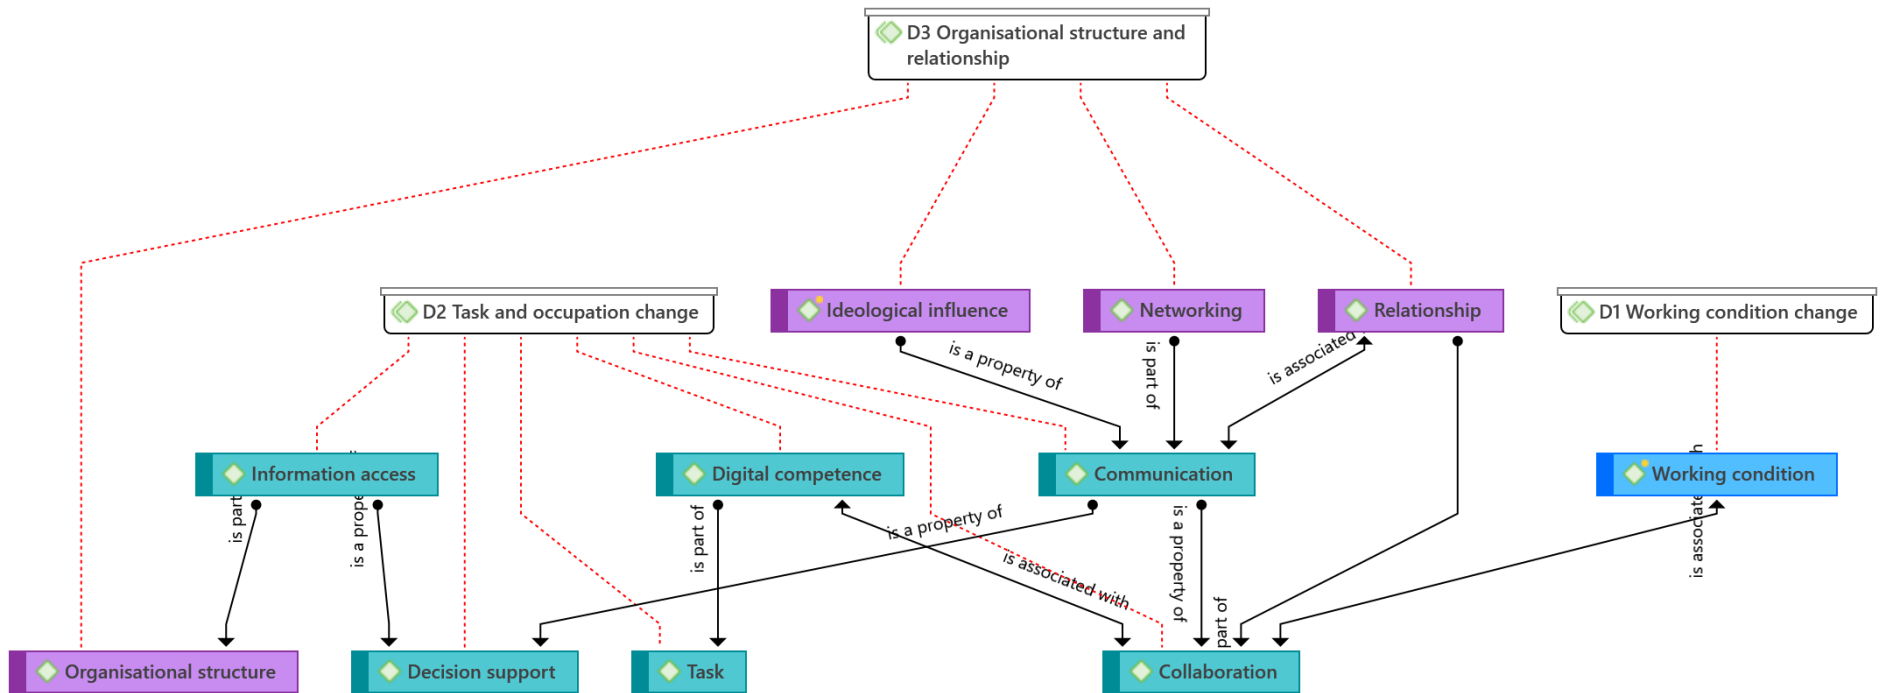 D3 Organisational structure and
relationship
D2 Task and occupation change
Ideological influence
Networking
Relationship
D1 Working condition change
is a property of
is part of
is associated
Information access
Digital competence
Communication
Working condition
is part
is a prope
is part of
is a property of
is associated with
is a property of
part of
is associate
Organisational structure
Decision support
Task
Collaboration